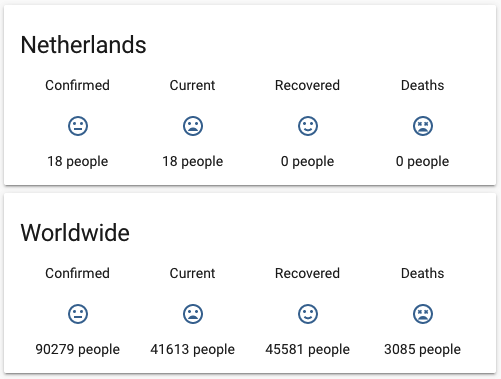 Netherlands
Confirmed Current Recovered Deaths
18 people 18 people 0 people 0 people
Worldwide
Confirmed Current Recovered Deaths
90279 people 41613 people 45581 people 3085 people